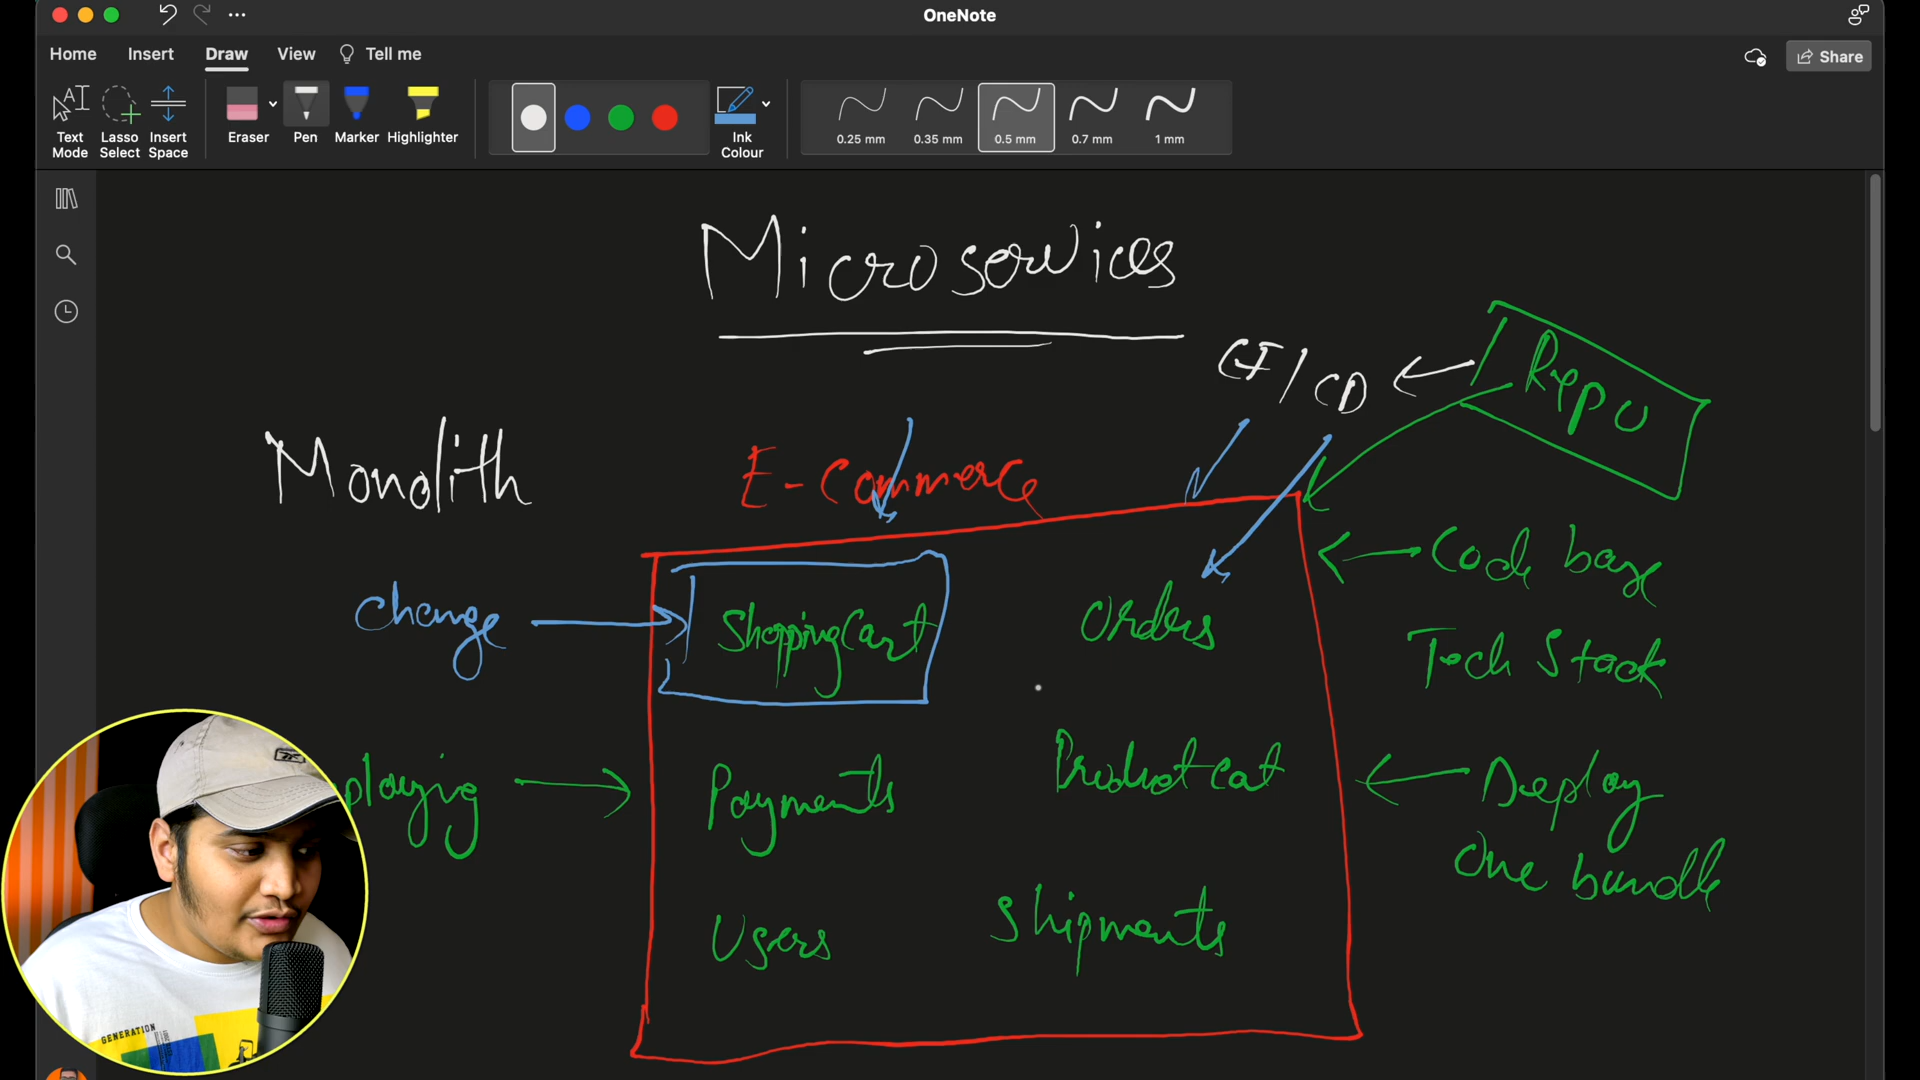 OneNote
Home Insert Draw View Tell me
Share
Text Mode
Lasso Select
Insert Space
Eraser
Pen
Marker
Highlighter
Ink Colour
0.25 mm
0.35 mm
0.5 mm
0.7 mm
1 mm
Microservices
CI/CD
Repo
Monolith
E-Commerce
Code base
change
ShoppingCart
Orders
Tech Stack
ploying
Payments
Product cat
Deploy
One bundle
Users
Shipments
GENERATION